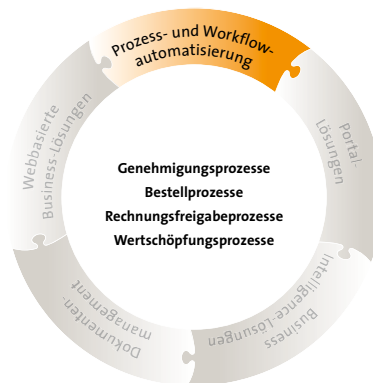 Prozess- und Workflow-
automatisierung
Portal-
Lösungen
Business
Intelligence-Lösungen
Dokumenten-
management
Webbasierte
Business-Lösungen
Genehmigungsprozesse
Bestellprozesse
Rechnungsfreigabeprozesse
Wertschöpfungsprozesse